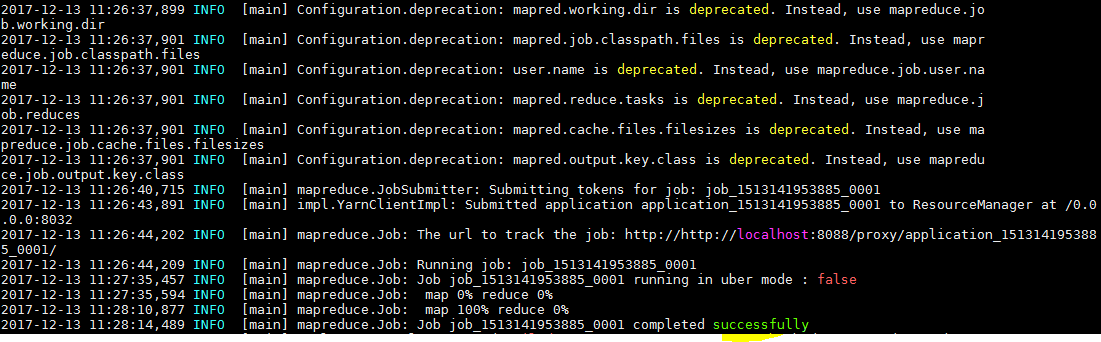 2017-12-13 11:26:37,899 INFO  [main] Configuration.deprecation: mapred.working.dir is deprecated. Instead, use mapreduce.jo
b.working.dir
2017-12-13 11:26:37,901 INFO  [main] Configuration.deprecation: mapred.job.classpath.files is deprecated. Instead, use mapr
educe.job.classpath.files
2017-12-13 11:26:37,901 INFO  [main] Configuration.deprecation: user.name is deprecated. Instead, use mapreduce.job.user.na
me
2017-12-13 11:26:37,901 INFO  [main] Configuration.deprecation: mapred.reduce.tasks is deprecated. Instead, use mapreduce.j
ob.reduces
2017-12-13 11:26:37,901 INFO  [main] Configuration.deprecation: mapred.cache.files.filesizes is deprecated. Instead, use ma
preduce.job.cache.files.filesizes
2017-12-13 11:26:37,901 INFO  [main] Configuration.deprecation: mapred.output.key.class is deprecated. Instead, use mapredu
ce.job.output.key.class
2017-12-13 11:26:40,715 INFO  [main] mapreduce.JobSubmitter: Submitting tokens for job: job_1513141953885_0001
2017-12-13 11:26:43,891 INFO  [main] impl.YarnClientImpl: Submitted application application_1513141953885_0001 to ResourceManager at /0.0
.0.0:8032
2017-12-13 11:26:44,202 INFO  [main] mapreduce.Job: The url to track the job: http://http://localhost:8088/proxy/application_151314195388
5_0001/
2017-12-13 11:26:44,209 INFO  [main] mapreduce.Job: Running job: job_1513141953885_0001
2017-12-13 11:27:35,457 INFO  [main] mapreduce.Job: Job job_1513141953885_0001 running in uber mode : false
2017-12-13 11:27:35,594 INFO  [main] mapreduce.Job:  map 0% reduce 0%
2017-12-13 11:28:10,877 INFO  [main] mapreduce.Job:  map 100% reduce 0%
2017-12-13 11:28:14,489 INFO  [main] mapreduce.Job: Job job_1513141953885_0001 completed successfully